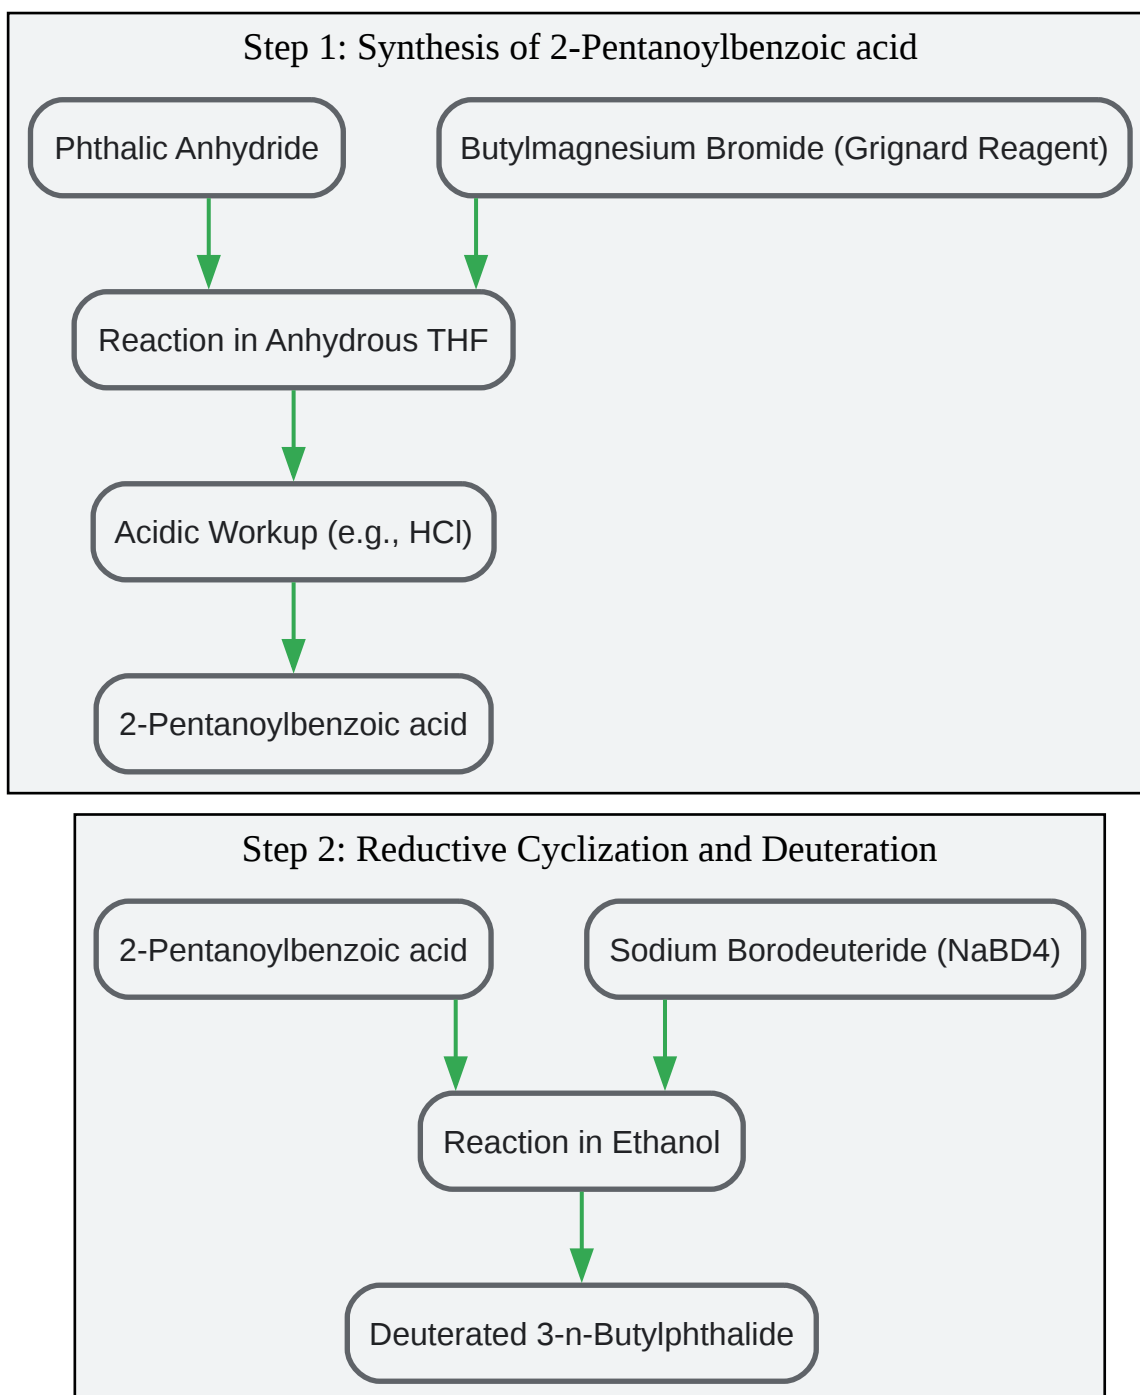 Step 1: Synthesis of 2-Pentanoylbenzoic acid
Phthalic Anhydride
Butylmagnesium Bromide (Grignard Reagent)
Reaction in Anhydrous THF
Acidic Workup (e.g., HCl)
2-Pentanoylbenzoic acid
Step 2: Reductive Cyclization and Deuteration
2-Pentanoylbenzoic acid
Sodium Borodeuteride (NaBD4)
Reaction in Ethanol
Deuterated 3-n-Butylphthalide